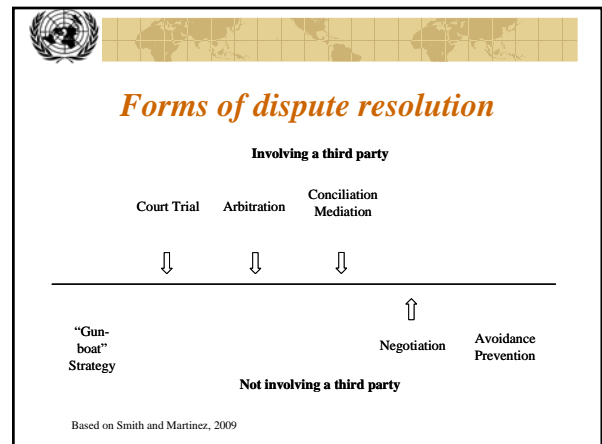 Forms of dispute resolution
Involving a third party
Court Trial
Arbitration
Conciliation
Mediation
“Gun-
boat”
Strategy
Negotiation
Avoidance
Prevention
Not involving a third party
Based on Smith and Martinez, 2009